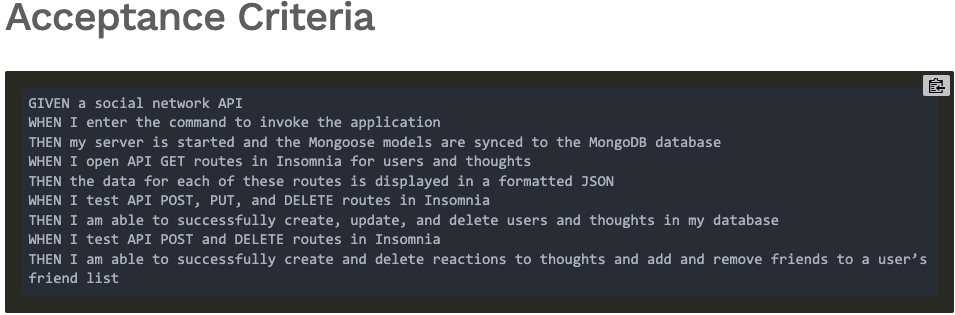 Acceptance Criteria
GIVEN a social network API
WHEN I enter the command to invoke the application
THEN my server is started and the Mongoose models are synced to the MongoDB database
WHEN I open API GET routes in Insomnia for users and thoughts
THEN the data for each of these routes is displayed in a formatted JSON
WHEN I test API POST, PUT, and DELETE routes in Insomnia
THEN I am able to successfully create, update, and delete users and thoughts in my database
WHEN I test API POST and DELETE routes in Insomnia
THEN I am able to successfully create and delete reactions to thoughts and add and remove friends to a user’s
friend list